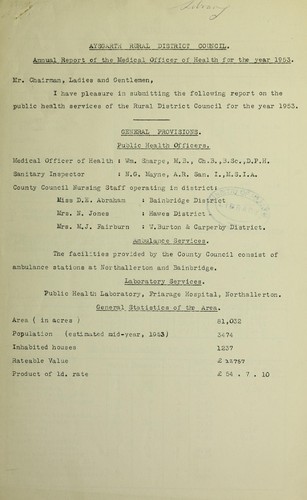 Library
AYSGARTH RURAL DISTRICT COUNCIL.
Annual Report of the Medical Officer of Health for the year 1953.
Mr. Chairman, Ladies and Sentlemen,
I have pleasure in submitting the following report on the
public health services of the Rural District Council for the year 1953.
GENERAL PROVISIONS.
Public Health Officers.
Medical Officer of Health : Wm. Sharpe, M.B., Ch.B.,B.Sc.,D.P.H.
Sanitary Inspector : H.G. Mayne, A.R. San. I.,M.S.I.A.
County Council Nursing Staff operating in district:
Miss D.E. Abraham : Bainbridge District
Mrs. N. Jones : Hawes District
Mrs. M.J. Fairburn : W.Burton & Carperby District.
Ambulance Services.
The facilities provided by the County Council consist of
ambulance stations at Northallerton and Bainbridge.
Laboratory Services.
Public Health Laboratory, Friarage Hospital, Northallerton.
General Statistics of the Area.
Area ( in acres ) 81,032
Population (estimated mid-year, 1953) 3474
Inhabited houses 1237
Rateable Value
Product of 1d. rate £ 54 . 7 . 10